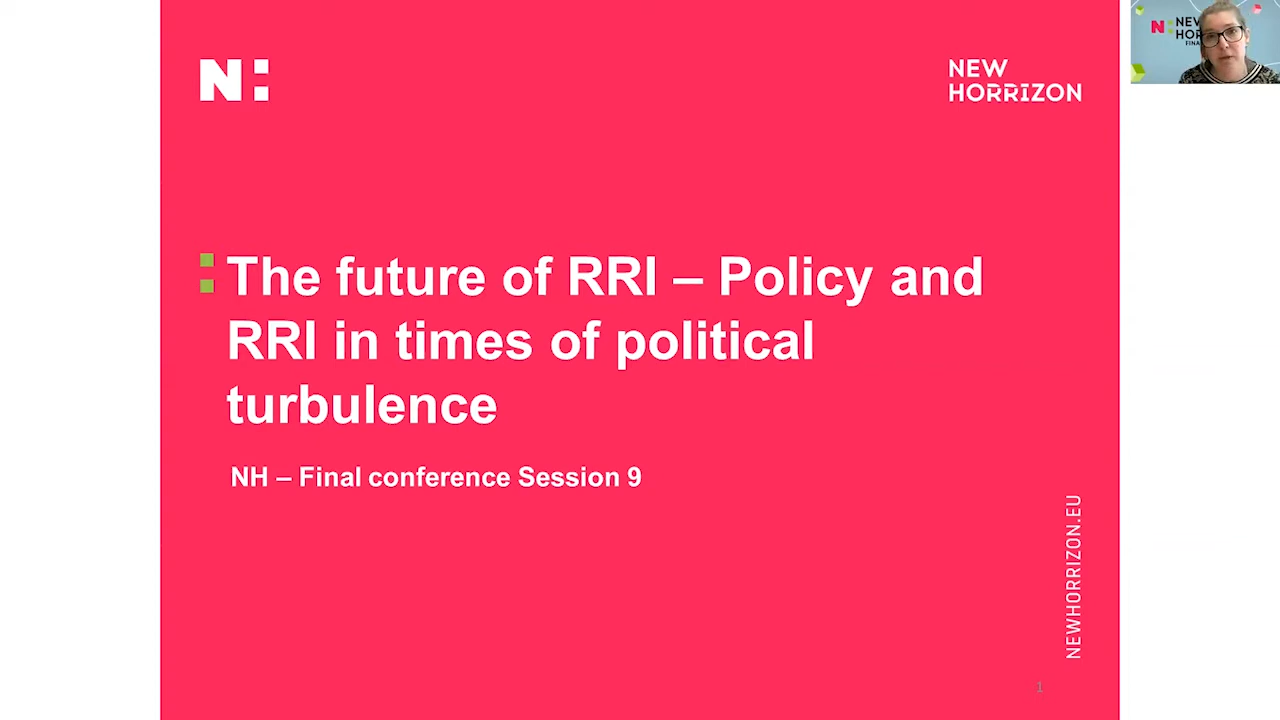 N:
NEW
HORRIZON
The future of RRI – Policy and
RRI in times of political
turbulence
NH – Final conference Session 9
NEWHORRIZON.EU
1
N: